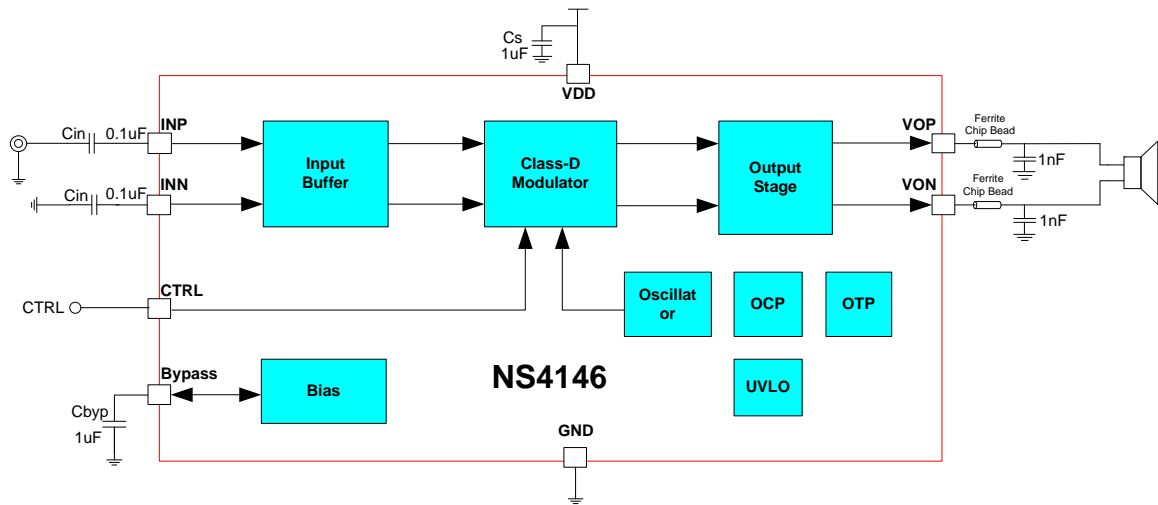 Cs
1uF
VDD
Cin
0.1uF
INP
Input
Buffer
Class-D
Modulator
Output
Stage
VOP
Ferrite
Chip Bead
1nF
Cin
0.1uF
INN
VON
Ferrite
Chip Bead
1nF
CTRL
CTRL
Oscillat
or
OCP
OTP
Bypass
Bias
NS4146
UVLO
Cbyp
1uF
GND